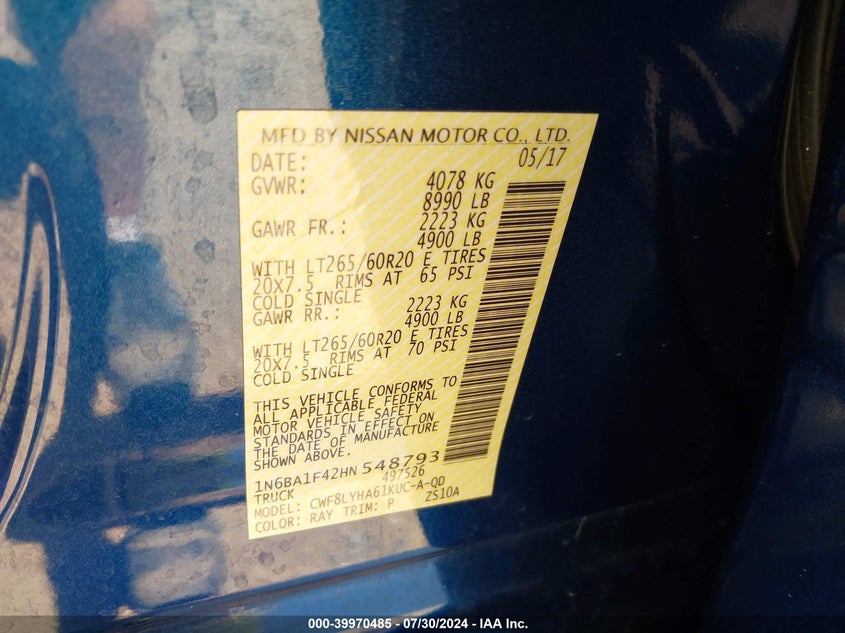 MFD BY NISSAN MOTOR CO., LTD.
DATE: 05/17
GVWR: 4078 KG
8990 LB
GAWR FR.: 2223 KG
4900 LB
WITH LT265/60R20 E TIRES
20X7.5 RIMS AT 65 PSI
COLD SINGLE
GAWR RR.: 2223 KG
4900 LB
WITH LT265/60R20 E TIRES
20X7.5 RIMS AT 70 PSI
COLD SINGLE
THIS VEHICLE CONFORMS TO
ALL APPLICABLE FEDERAL
MOTOR VEHICLE SAFETY
STANDARDS IN EFFECT ON
THE DATE OF MANUFACTURE
SHOWN ABOVE.
1N6BA1F42HN548793
TRUCK 497526
MODEL: CWF8LYHA61KUC-A-QD
COLOR: RAY TRIM: P ZS10A
000-39970485 - 07/30/2024 - IAA Inc.